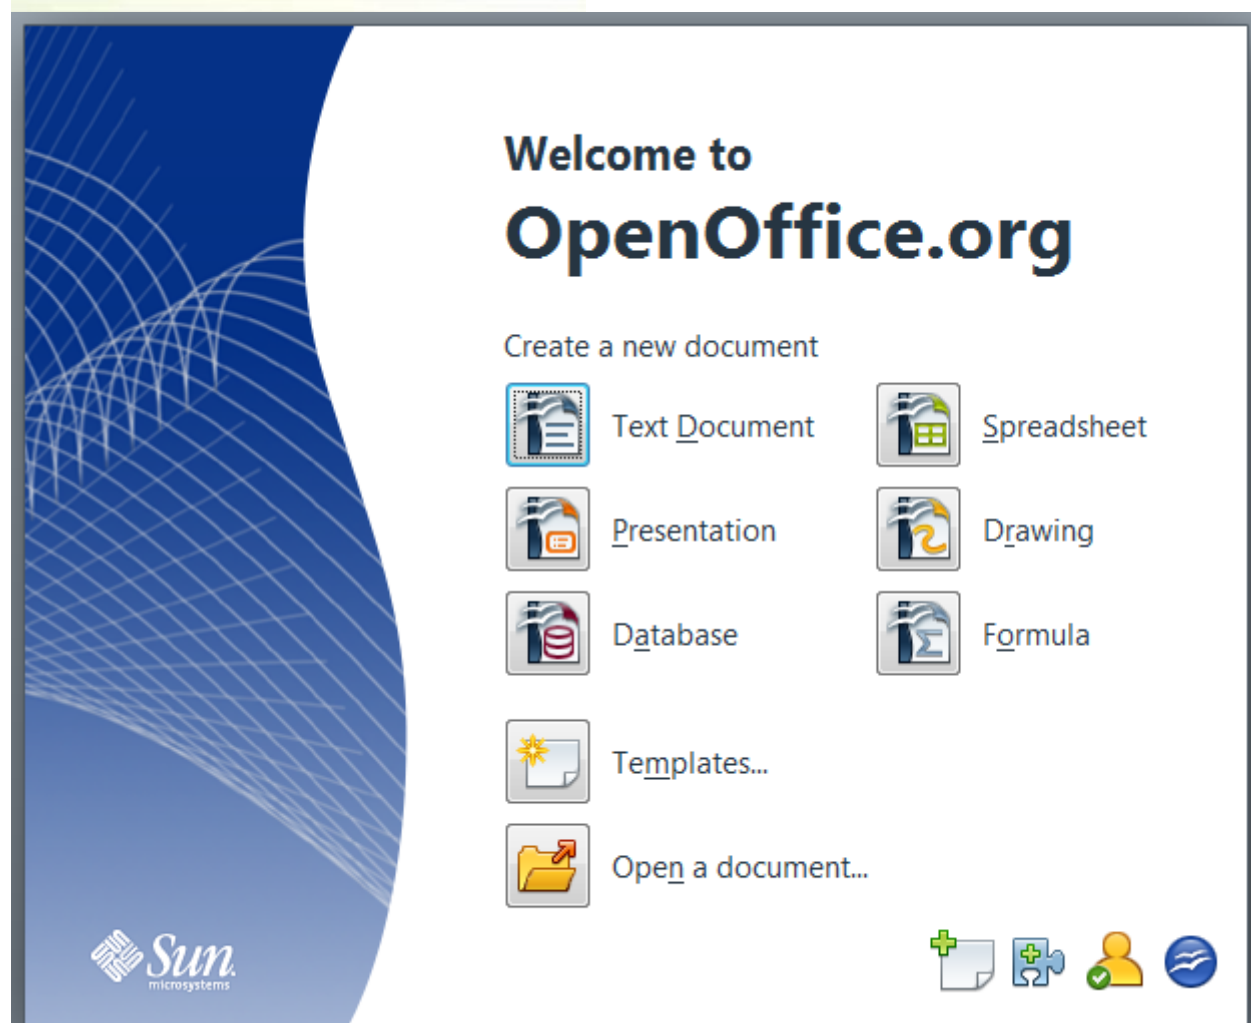 Welcome to
OpenOffice.org
Create a new document
Text Document
Spreadsheet
Presentation
Drawing
Database
Formula
Templates...
Open a document...
Sun
microsystems